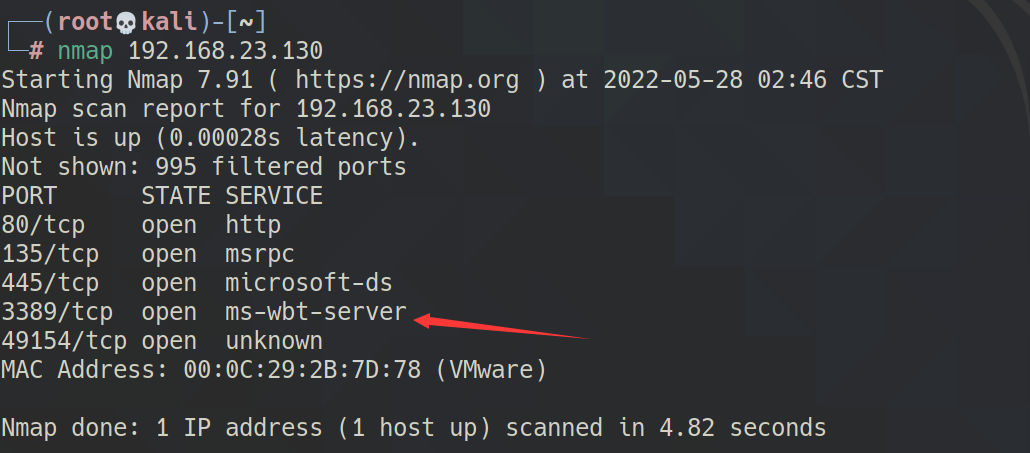 ┌──(root💀kali)-[~]
└─# nmap 192.168.23.130
Starting Nmap 7.91 ( https://nmap.org ) at 2022-05-28 02:46 CST
Nmap scan report for 192.168.23.130
Host is up (0.00028s latency).
Not shown: 995 filtered ports
PORT      STATE SERVICE
80/tcp    open  http
135/tcp   open  msrpc
445/tcp   open  microsoft-ds
3389/tcp  open  ms-wbt-server
49154/tcp open  unknown
MAC Address: 00:0C:29:2B:7D:78 (VMware)
Nmap done: 1 IP address (1 host up) scanned in 4.82 seconds